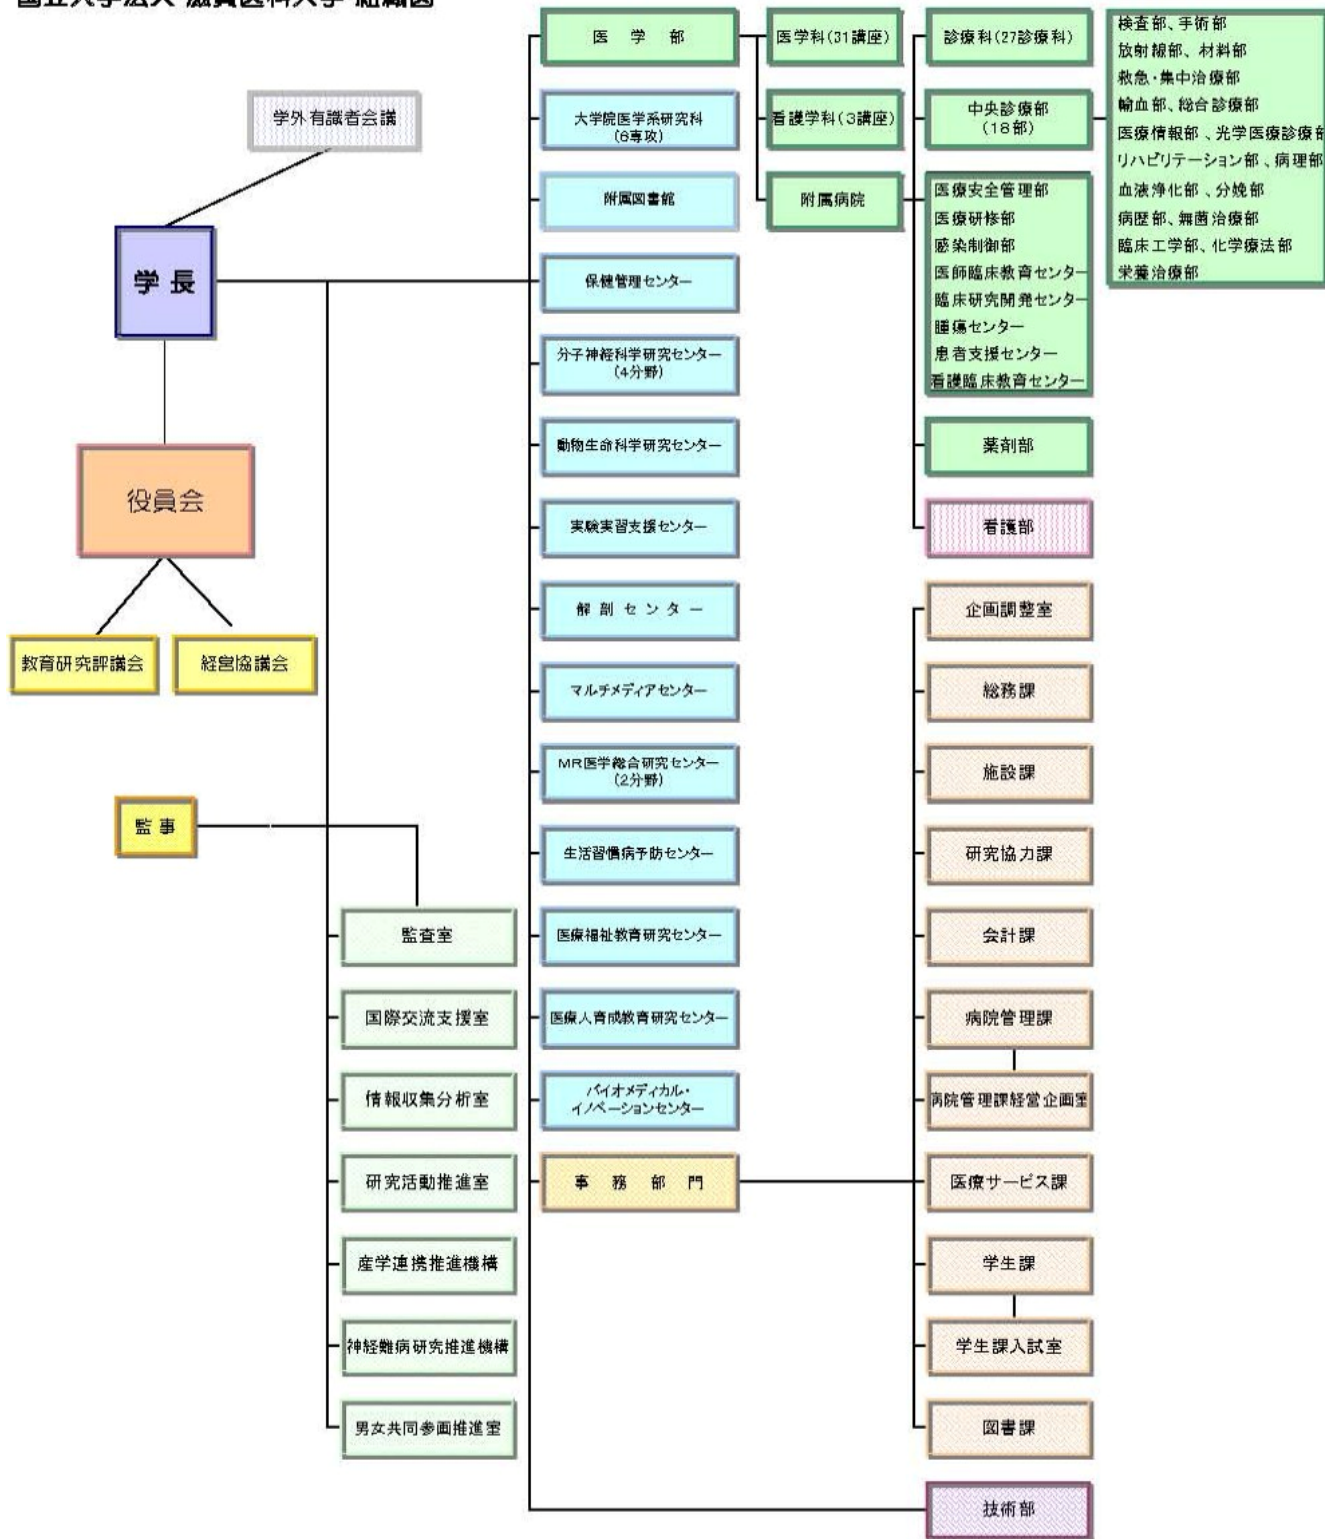 国立大学法人 滋賀医科大学 組織図
学外有識者会議
学長
役員会
教育研究評議会
経営協議会
監事
監査室
国際交流支援室
情報収集分析室
研究活動推進室
産学連携推進機構
神経難病研究推進機構
男女共同参画推進室
医学部
大学院医学系研究科
(6専攻)
附属図書館
保健管理センター
分子神経科学研究センター
(4分野)
動物生命科学研究センター
実験実習支援センター
解剖センター
マルチメディアセンター
MR医学総合研究センター
(2分野)
生活習慣病予防センター
医療福祉教育研究センター
医療人育成教育研究センター
バイオメディカル・
イノベーションセンター
事務部門
医学科(31講座)
看護学科(3講座)
附属病院
診療科(27診療科)
中央診療部
(18部)
医療安全管理部
医療研修部
感染制御部
医師臨床教育センター
臨床研究開発センター
腫瘍センター
患者支援センター
看護臨床教育センター
薬剤部
看護部
検査部、手術部
放射線部、材料部
救急・集中治療部
輸血部、総合診療部
医療情報部、光学医療診療部
リハビリテーション部、病理部
血液浄化部、分娩部
病歴部、無菌治療部
臨床工学部、化学療法部
栄養治療部
企画調整室
総務課
施設課
研究協力課
会計課
病院管理課
病院管理課経営企画室
医療サービス課
学生課
学生課入試室
図書課
技術部